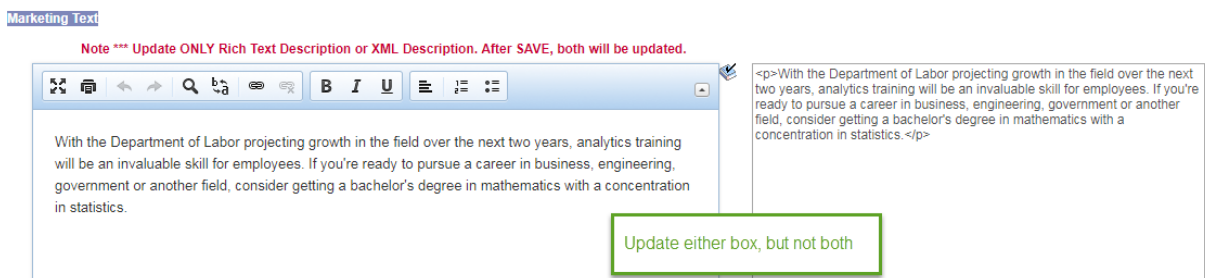 Marketing Text
Note *** Update ONLY Rich Text Description or XML Description. After SAVE, both will be updated.
B I U
With the Department of Labor projecting growth in the field over the next two years, analytics training
will be an invaluable skill for employees. If you're ready to pursue a career in business, engineering,
government or another field, consider getting a bachelor's degree in mathematics with a concentration
in statistics.
<p>With the Department of Labor projecting growth in the field over the next
two years, analytics training will be an invaluable skill for employees. If you're
ready to pursue a career in business, engineering, government or another
field, consider getting a bachelor's degree in mathematics with a
concentration in statistics.</p>
Update either box, but not both